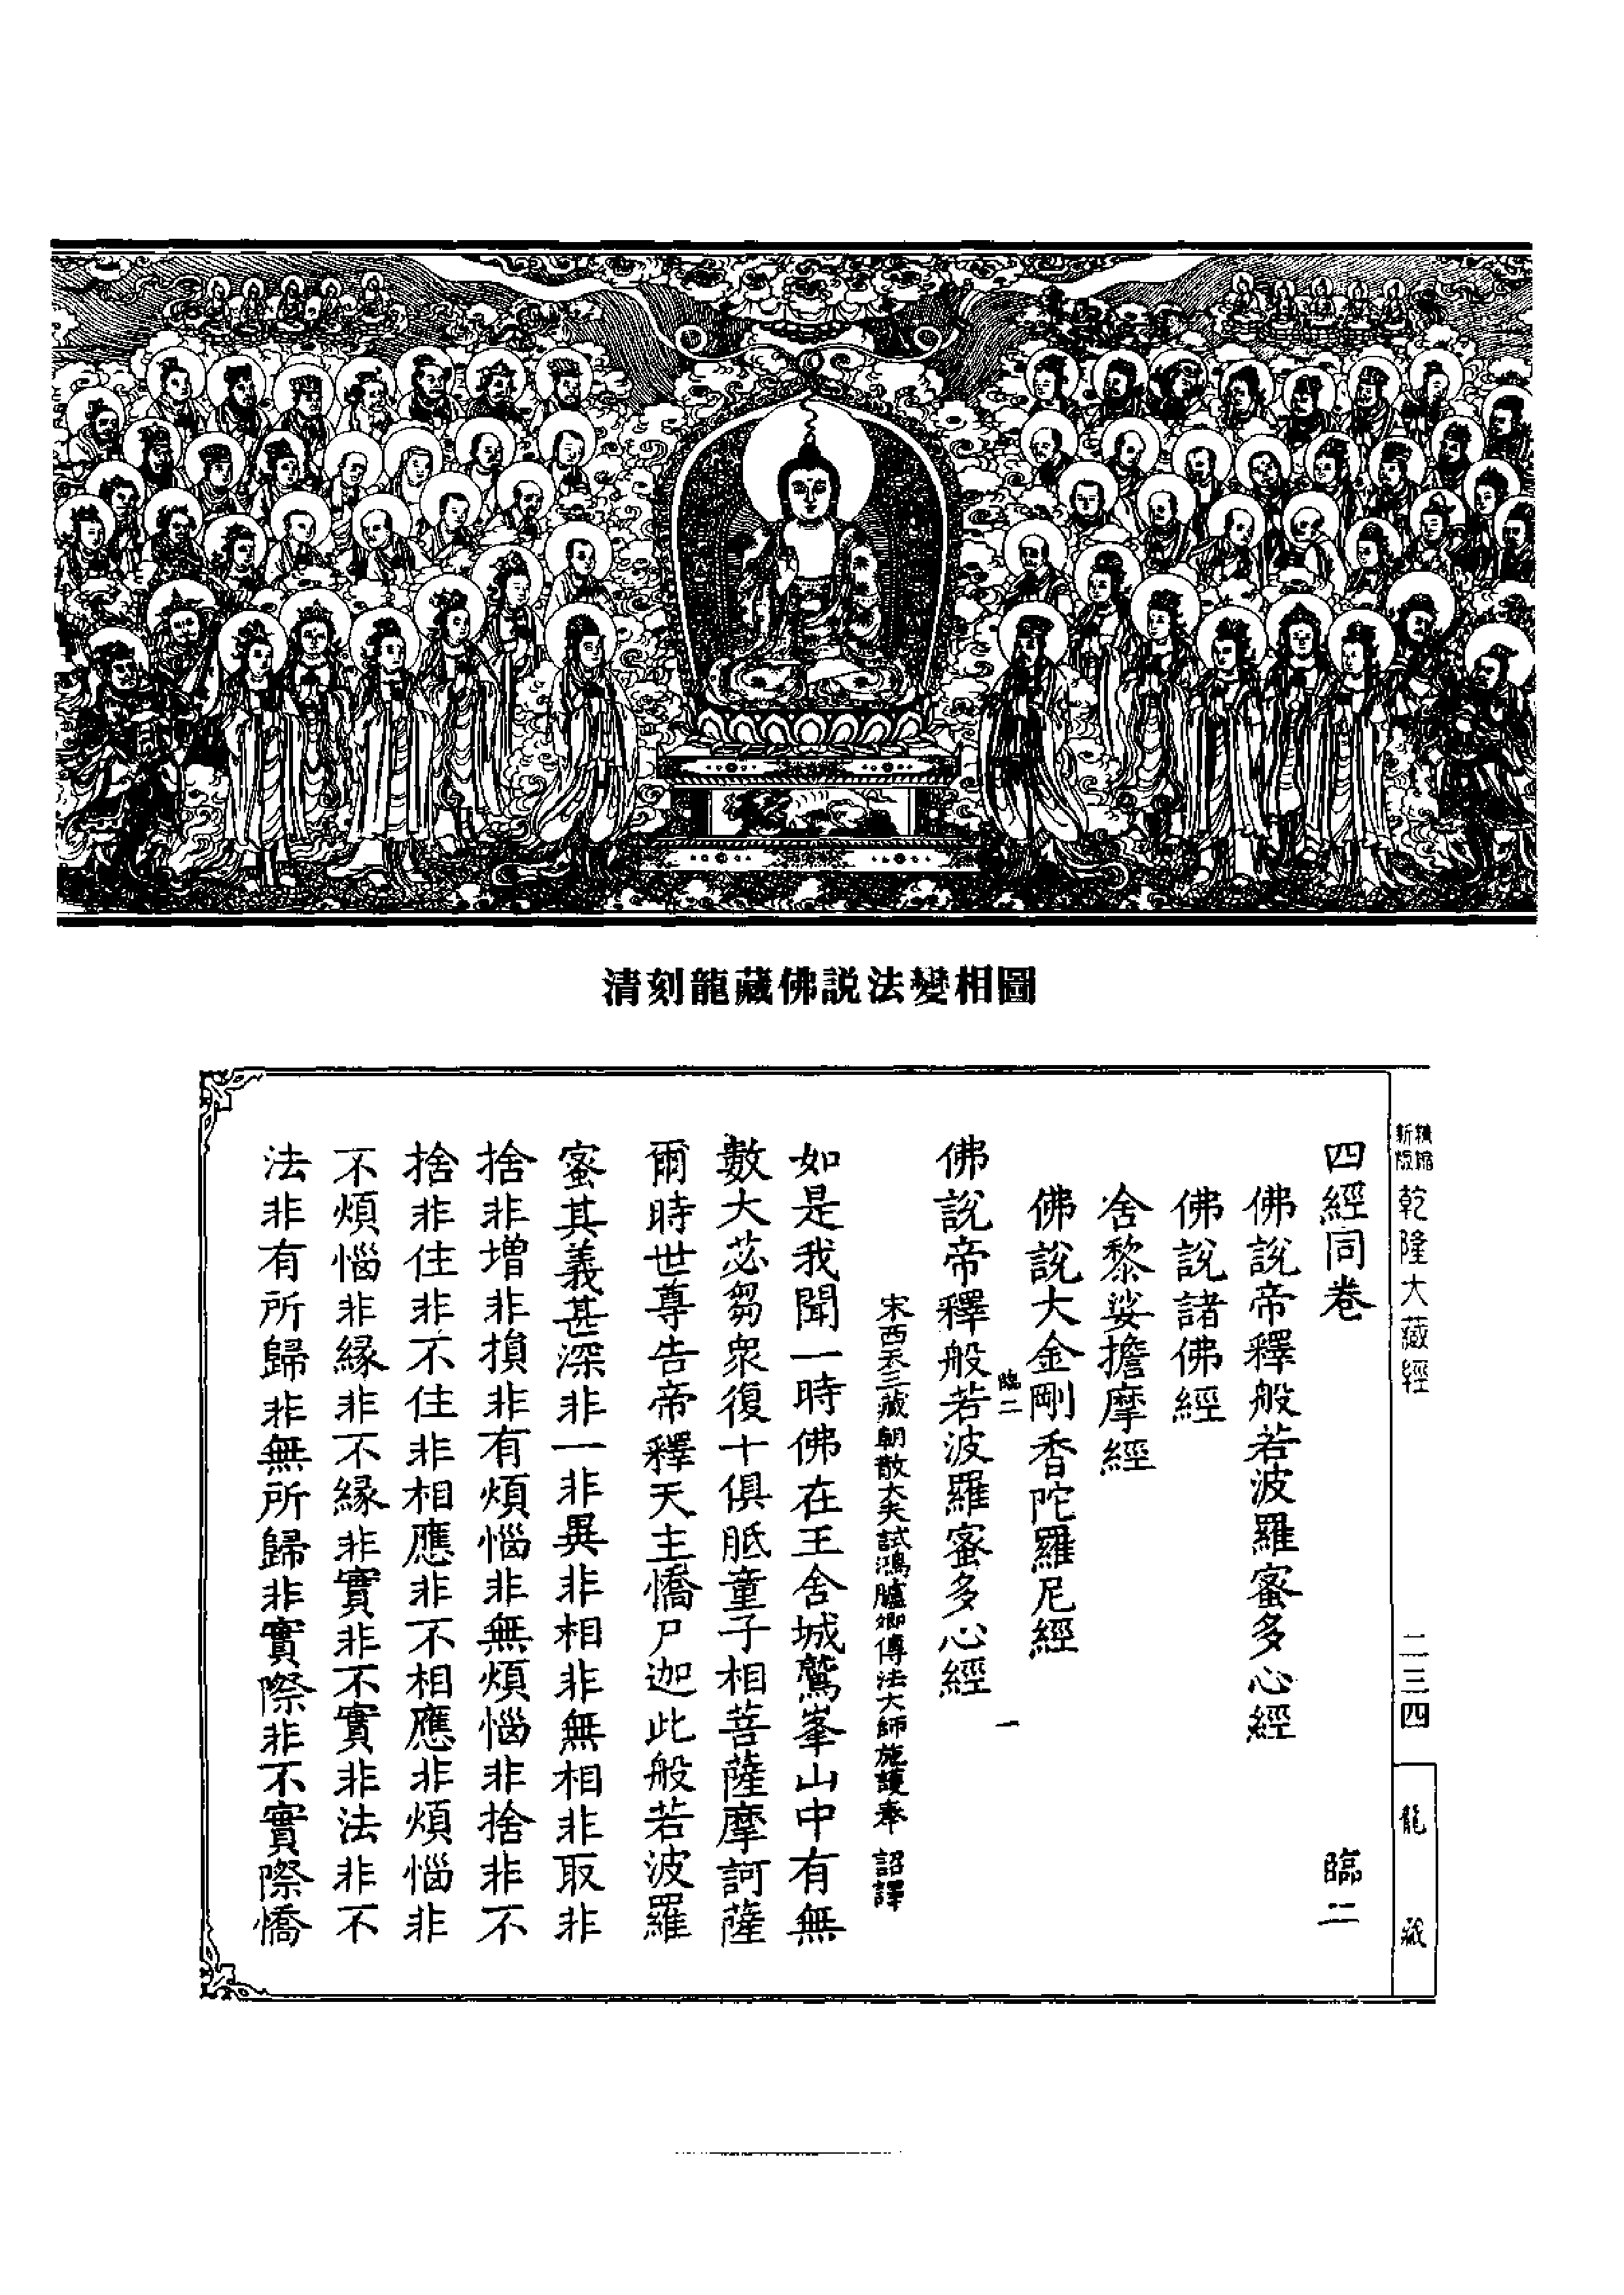 清刻龍藏佛説法變相圖
新版 精縮 乾隆大藏經 二三四 龍藏
四經同卷 臨二
佛說帝釋般若波羅蜜多心經
佛說諸佛經
舍黎娑擔摩經
佛說大金剛香陀羅尼經
臨二 一
佛說帝釋般若波羅蜜多心經
宋西天三藏朝散大夫試鴻臚卿傳法大師施護奉 詔譯
如是我聞一時佛在王舍城鷲峯山中有無
數大苾芻衆復十俱胝童子相菩薩摩訶薩
爾時世尊告帝釋天主憍尸迦此般若波羅
蜜其義甚深非一非異非相非無相非取非
捨非增非損非有煩惱非無煩惱非捨非不
捨非住非不住非相應非不相應非煩惱非
不煩惱非緣非不緣非實非不實非法非不
法非有所歸非無所歸非實際非不實際憍